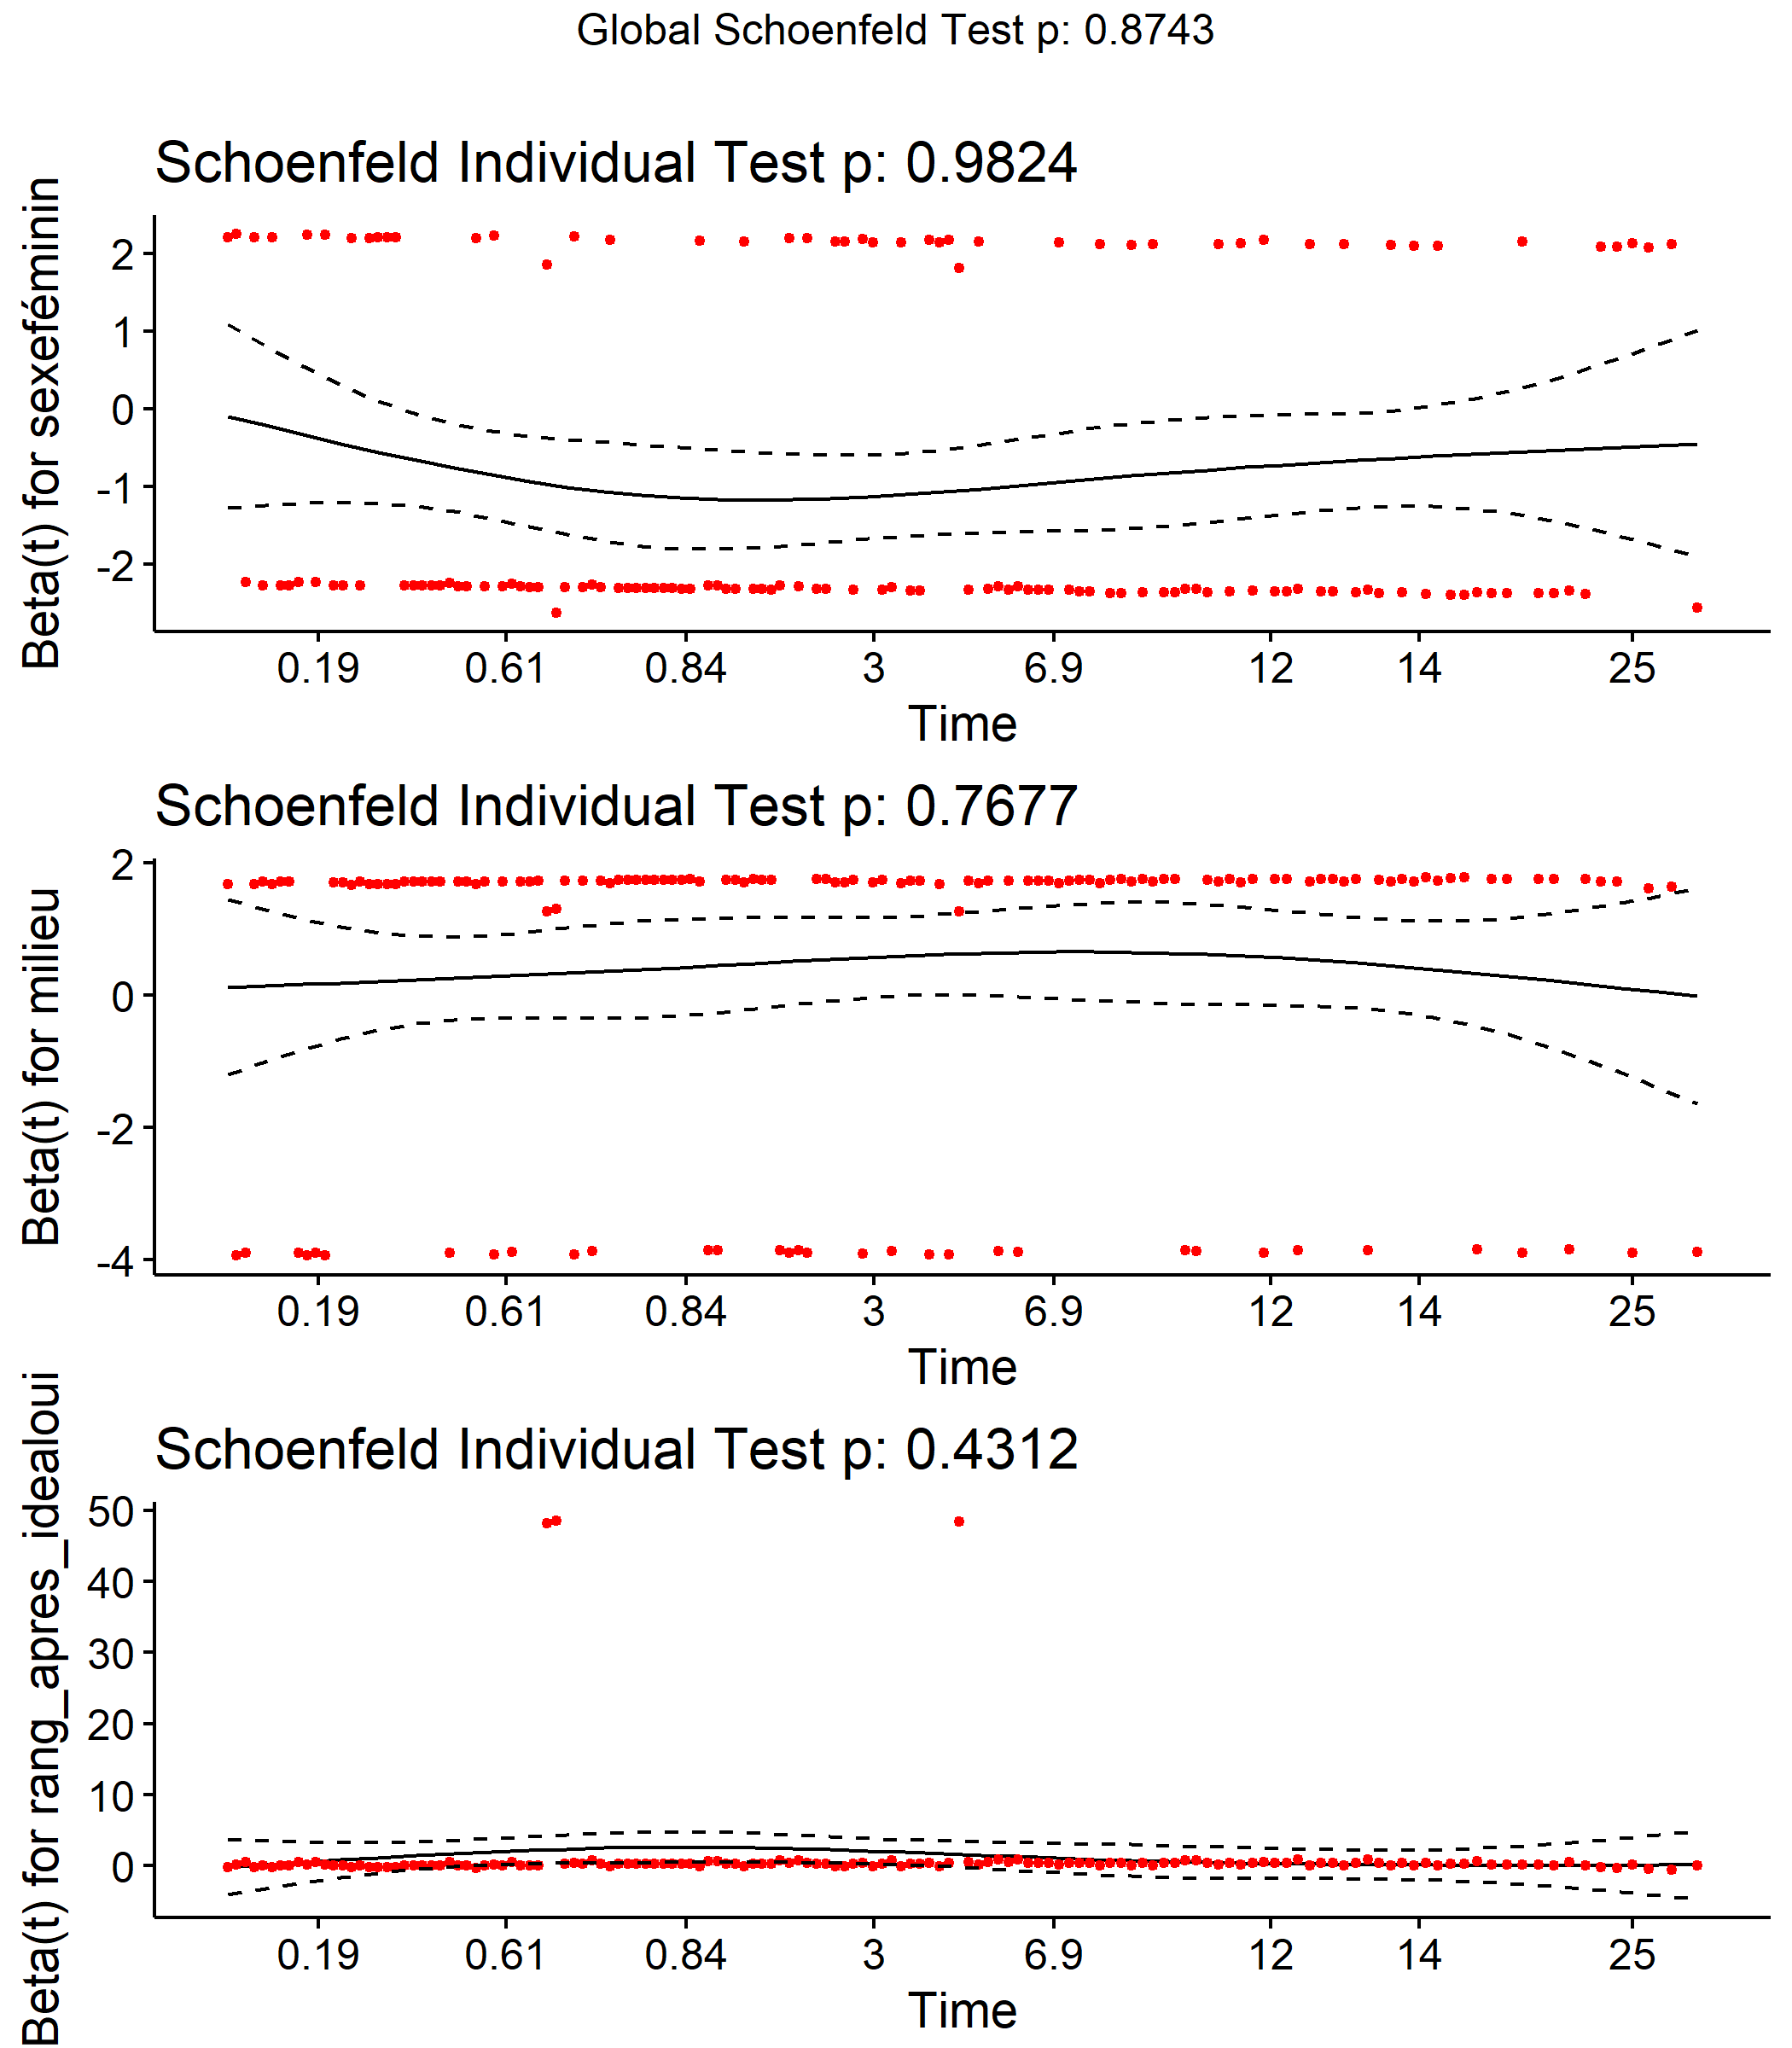 Global Schoenfeld Test p: 0.8743
Schoenfeld Individual Test p: 0.9824
Beta(t) for sexeféminin
2
1
0
-1
-2
0.19 0.61 0.84 3 6.9 12 14 25
Time
Schoenfeld Individual Test p: 0.7677
Beta(t) for milieu
2
0
-2
-4
0.19 0.61 0.84 3 6.9 12 14 25
Time
Schoenfeld Individual Test p: 0.4312
Beta(t) for rang_apres_idealoui
50
40
30
20
10
0
0.19 0.61 0.84 3 6.9 12 14 25
Time